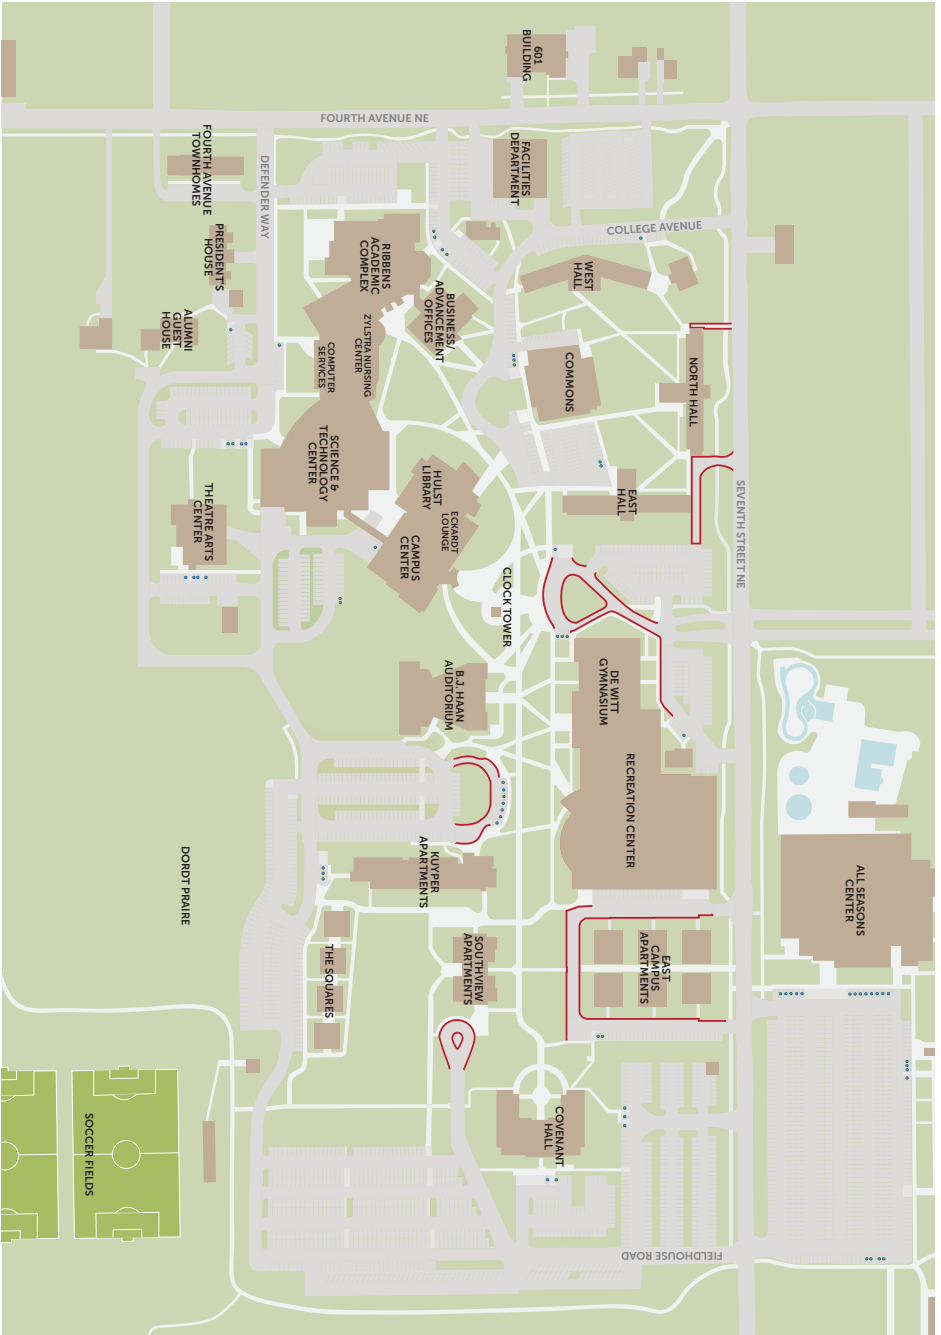 601
BUILDING
FOURTH AVENUE NE
FOURTH AVENUE
TOWNHOMES
DEFENDER WAY
FACILITIES
DEPARTMENT
COLLEGE AVENUE
PRESIDENT'S
HOUSE
RIBBENS
ACADEMIC
COMPLEX
WEST
HALL
BUSINESS/
ADVANCEMENT
OFFICES
ALUMNI
GUEST
HOUSE
ZYLSTRA NURSING
CENTER
COMPUTER
SERVICES
COMMONS
NORTH HALL
SCIENCE &
TECHNOLOGY
CENTER
HULST
LIBRARY
EAST
HALL
SEVENTH STREET NE
THEATRE ARTS
CENTER
ECKARDT
LOUNGE
CAMPUS
CENTER
CLOCK TOWER
B.J. HAAN
AUDITORIUM
DE WITT
GYMNASIUM
RECREATION CENTER
KUYPER
APARTMENTS
DORDT PRAIRE
ALL SEASONS
CENTER
THE SQUARES
SOUTHVIEW
APARTMENTS
EAST
CAMPUS
APARTMENTS
SOCCER FIELDS
COVENANT
HALL
FIELDHOUSE ROAD